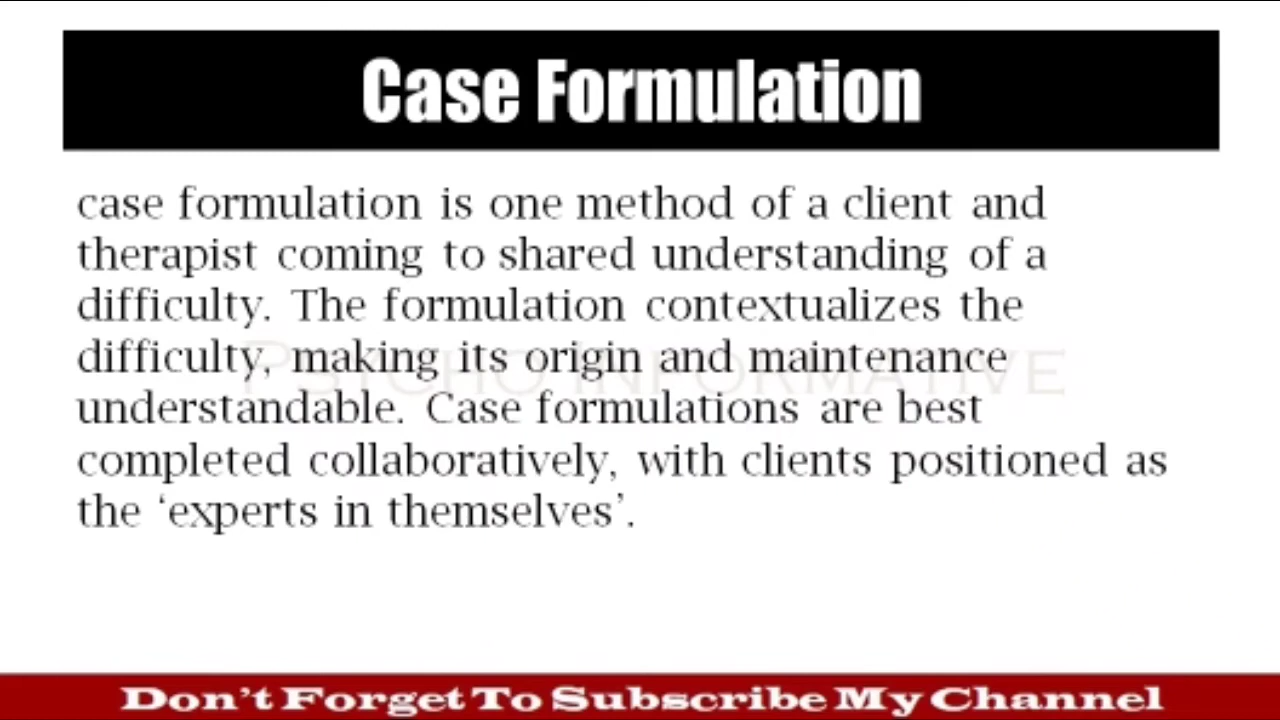 Case Formulation
case formulation is one method of a client and
therapist coming to shared understanding of a
difficulty. The formulation contextualizes the
difficulty, making its origin and maintenance
understandable. Case formulations are best
completed collaboratively, with clients positioned as
the ‘experts in themselves’.
PSYCHO INFORMATIVE
Don’t Forget To Subscribe My Channel